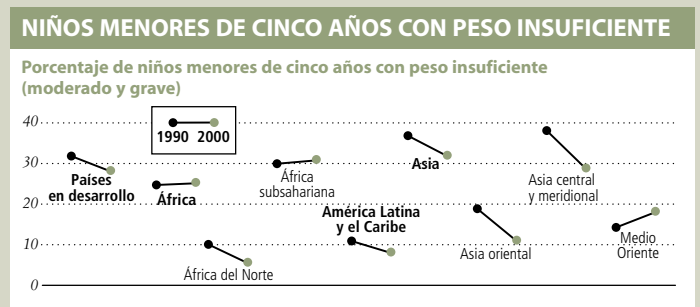 NIÑOS MENORES DE CINCO AÑOS CON PESO INSUFICIENTE
Porcentaje de niños menores de cinco años con peso insuficiente
(moderado y grave)
40
1990 2000
30
Países
en desarrollo
África
África
subsahariana
Asia
Asia central
y meridional
20
América Latina
y el Caribe
10
África del Norte
Asia oriental
Medio
Oriente
0